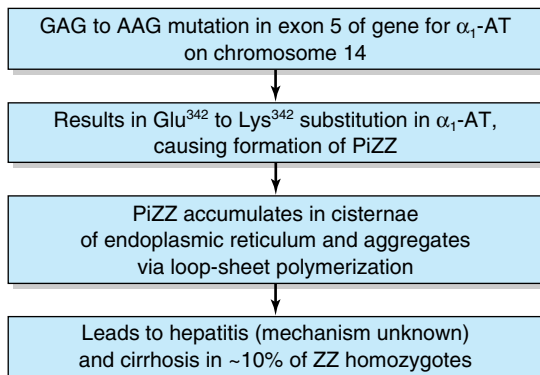 GAG to AAG mutation in exon 5 of gene for α₁-AT
on chromosome 14
Results in Glu³⁴² to Lys³⁴² substitution in α₁-AT,
causing formation of PiZZ
PiZZ accumulates in cisternae
of endoplasmic reticulum and aggregates
via loop-sheet polymerization
Leads to hepatitis (mechanism unknown)
and cirrhosis in ~10% of ZZ homozygotes